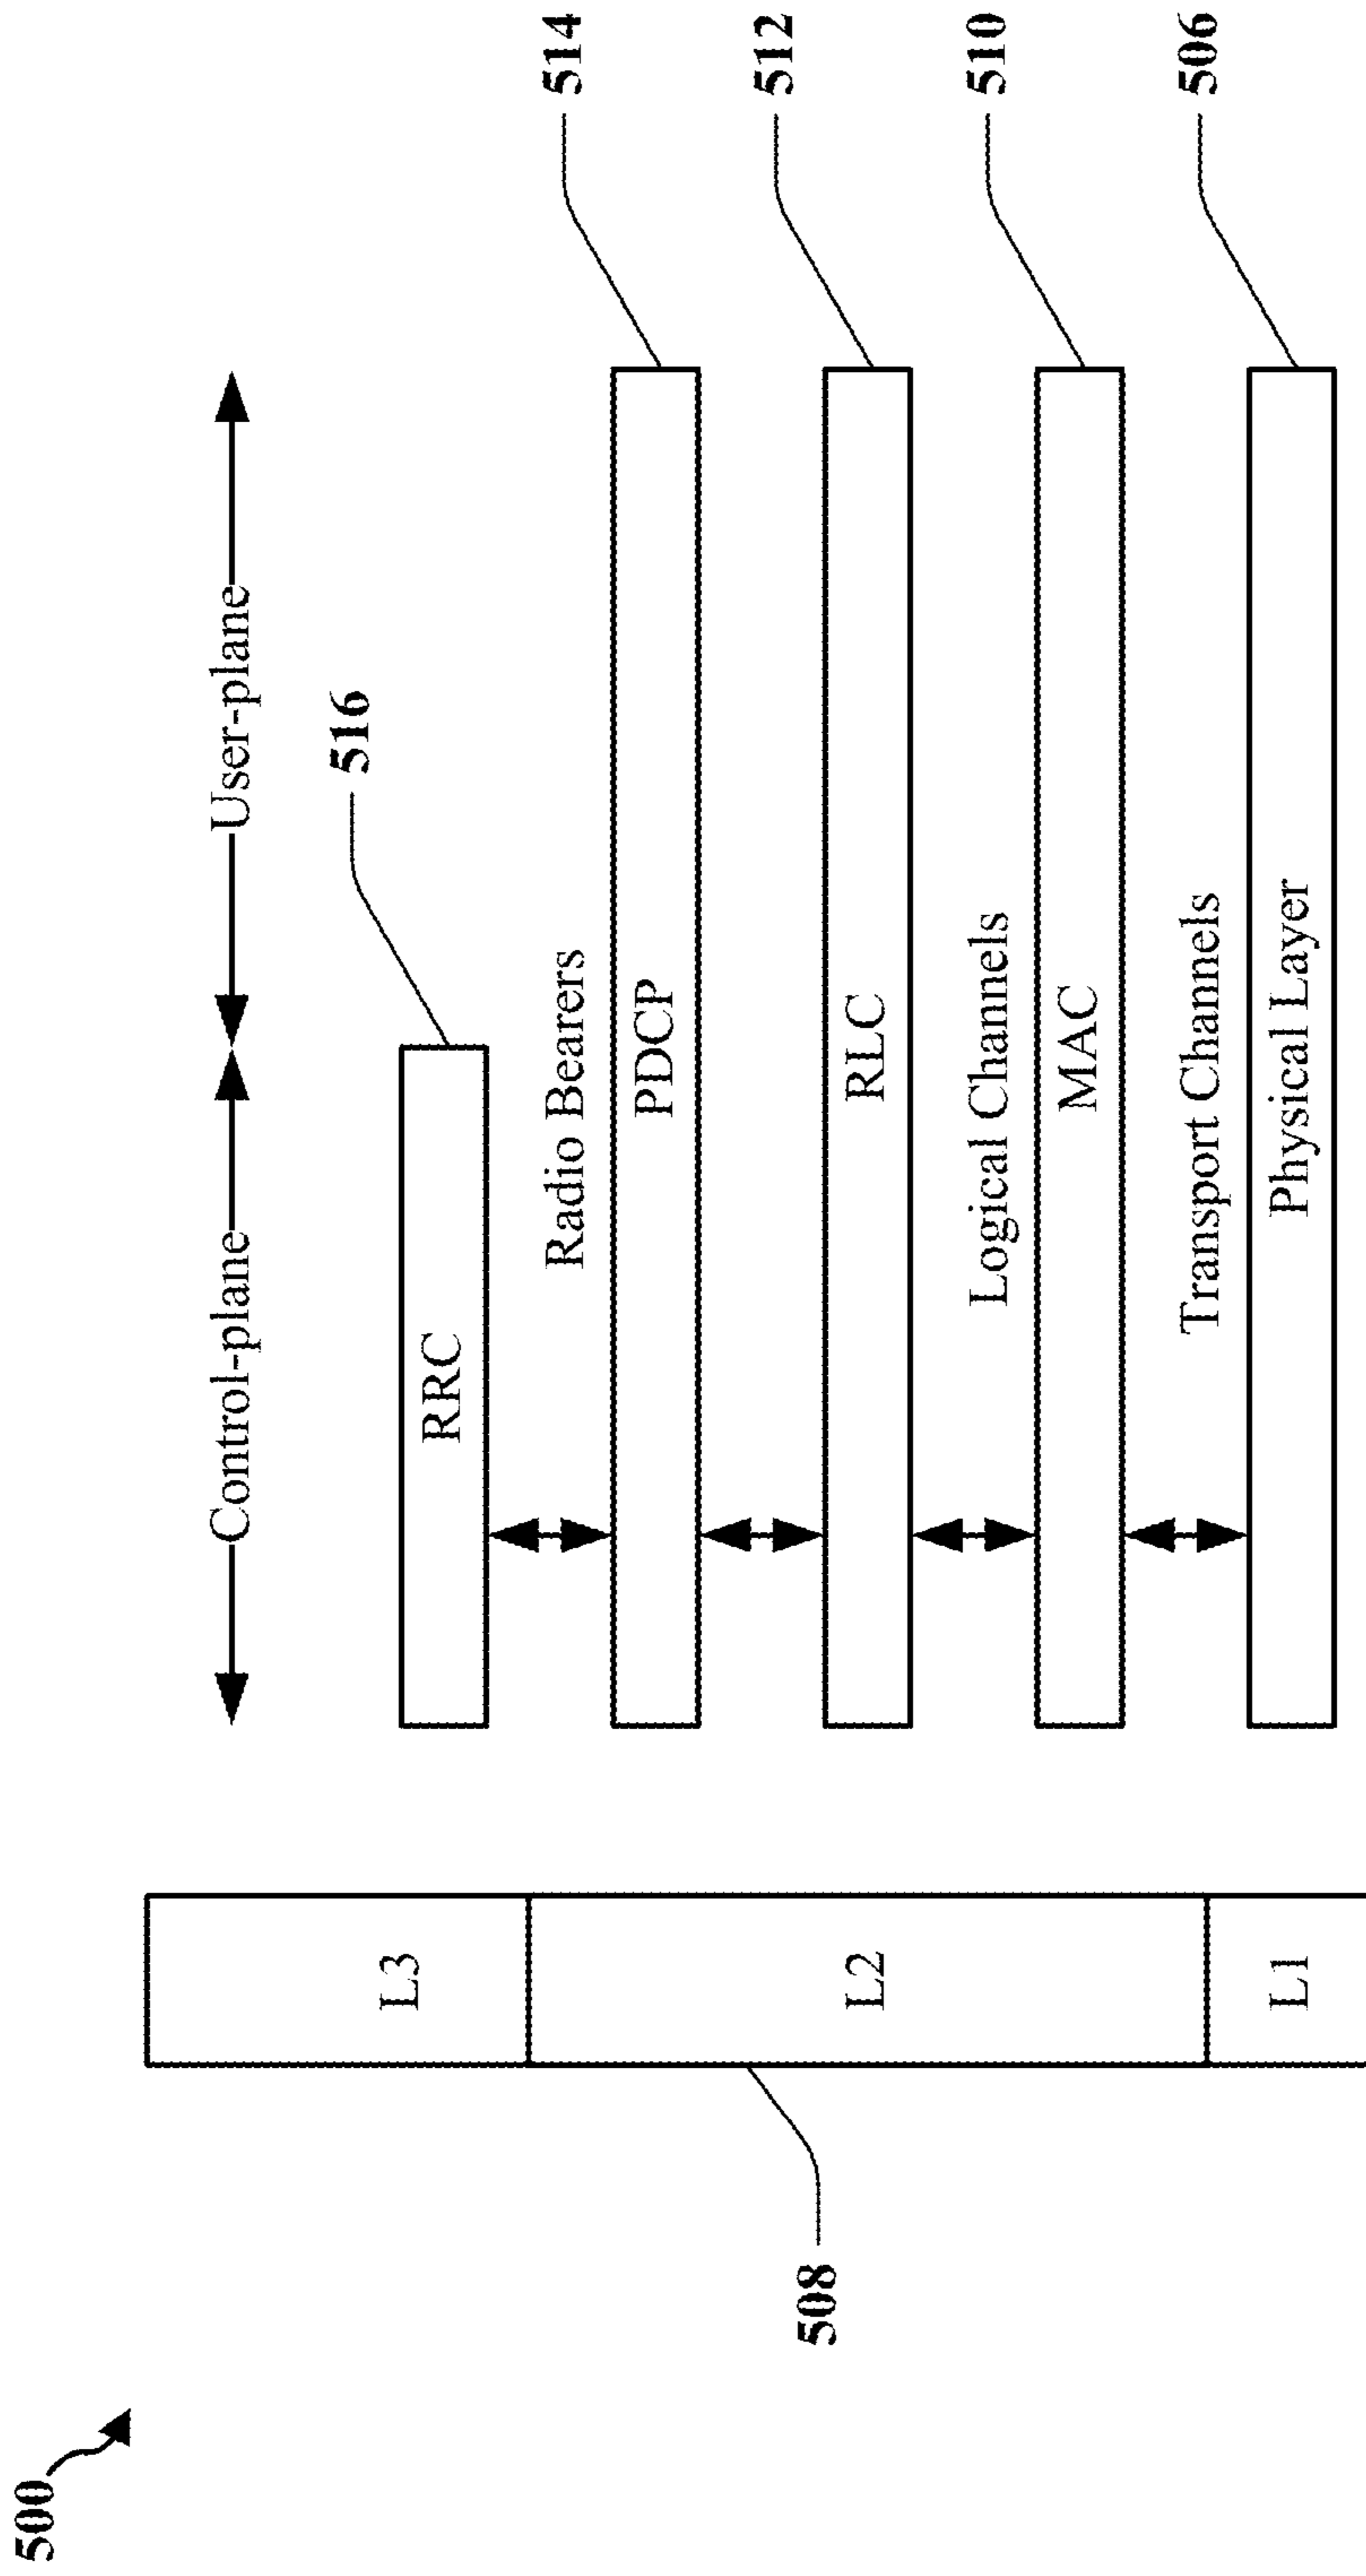 500
Control-plane
User-plane
516
RRC
L3
Radio Bearers
514
PDCP
512
RLC
L2
508
Logical Channels
510
MAC
Transport Channels
506
Physical Layer
L1